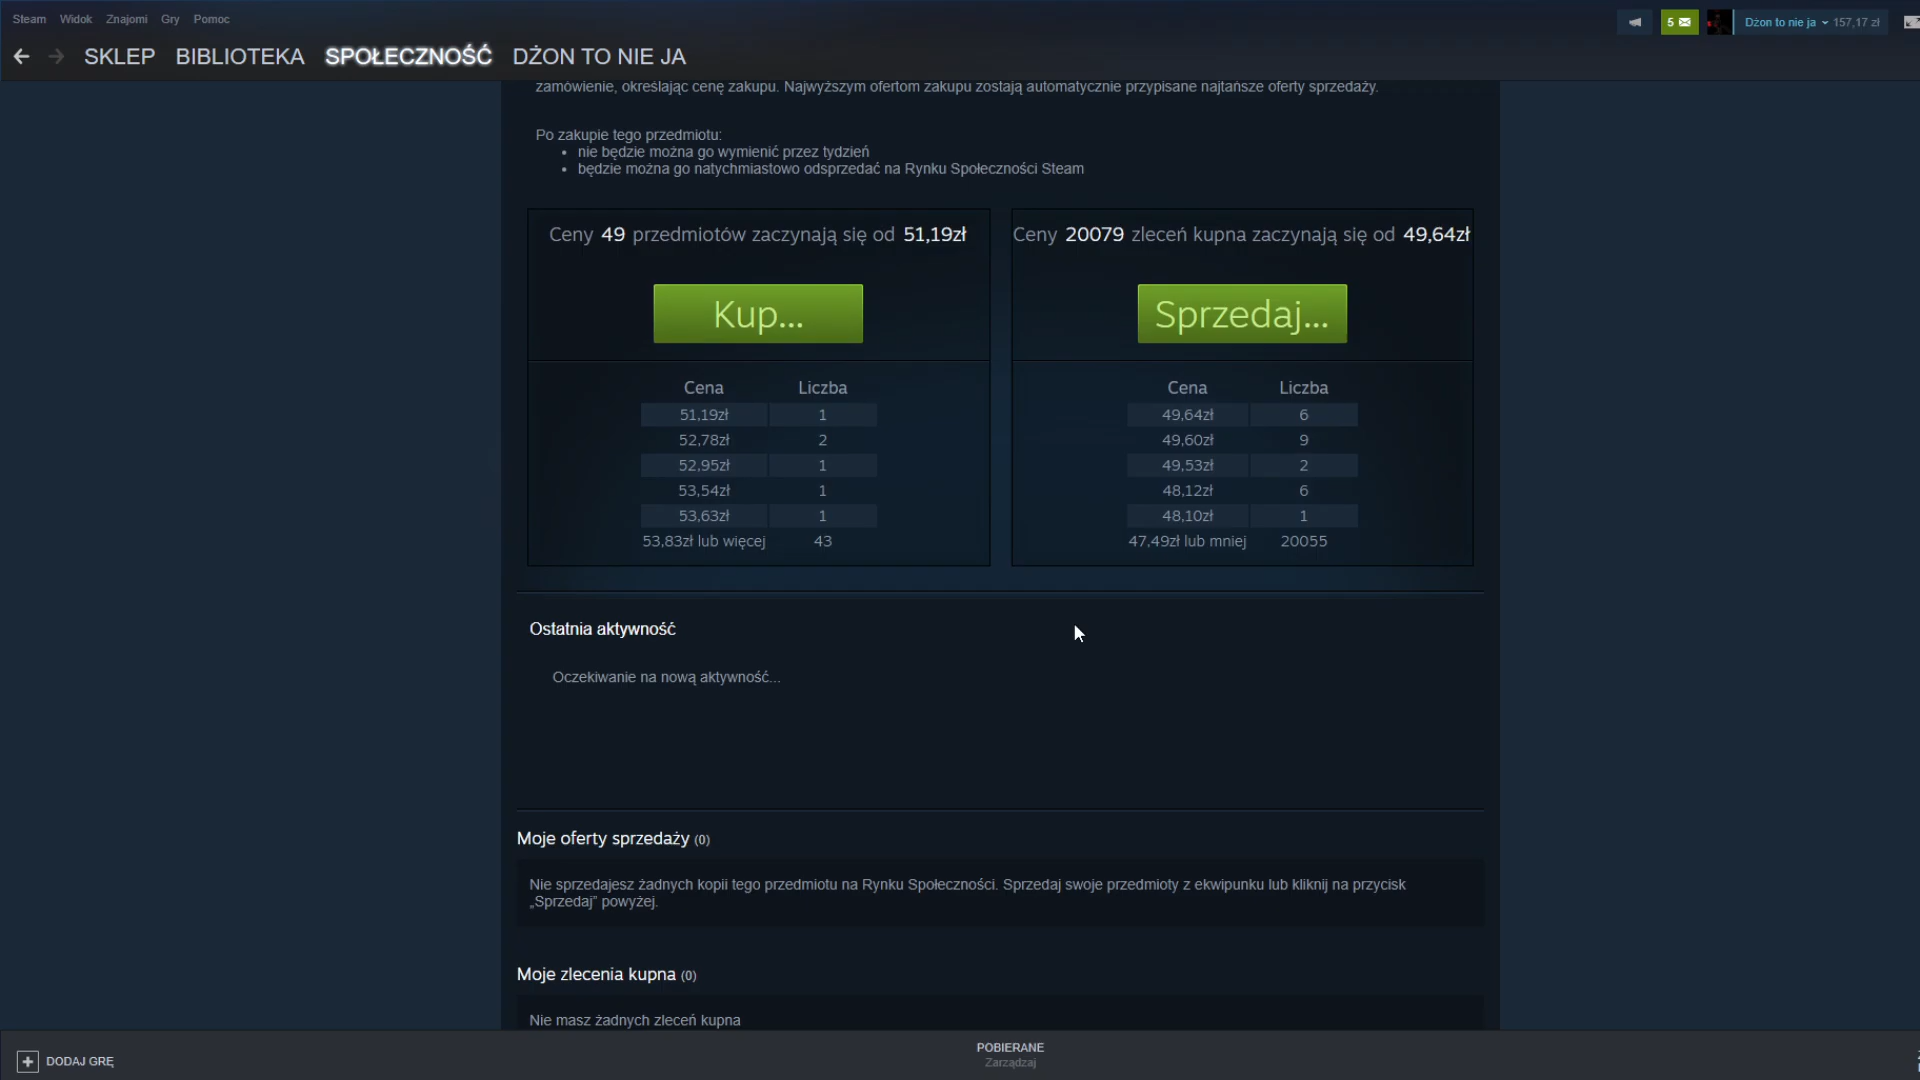 Steam Widok Znajomi Gry Pomoc
5 Dżon to nie ja 157,17 zł
SKLEP BIBLIOTEKA SPOŁECZNOŚĆ DŻON TO NIE JA
zamówienie, określając cenę zakupu. Najwyższym ofertom zakupu zostają automatycznie przypisane najtańsze oferty sprzedaży.
Po zakupie tego przedmiotu:
• nie będzie można go wymienić przez tydzień
• będzie można go natychmiastowo odsprzedać na Rynku Społeczności Steam
Ceny 49 przedmiotów zaczynają się od 51,19zł
Kup...
Cena Liczba
51,19zł 1
52,78zł 2
52,95zł 1
53,54zł 1
53,63zł 1
53,83zł lub więcej 43
Ceny 20079 zleceń kupna zaczynają się od 49,64zł
Sprzedaj...
Cena Liczba
49,64zł 6
49,60zł 9
49,53zł 2
48,12zł 6
48,10zł 1
47,49zł lub mniej 20055
Ostatnia aktywność
Oczekiwanie na nową aktywność...
Moje oferty sprzedaży (0)
Nie sprzedajesz żadnych kopii tego przedmiotu na Rynku Społeczności. Sprzedaj swoje przedmioty z ekwipunku lub kliknij na przycisk
„Sprzedaj” powyżej.
Moje zlecenia kupna (0)
Nie masz żadnych zleceń kupna
DODAJ GRĘ
POBIERANE
Zarządzaj